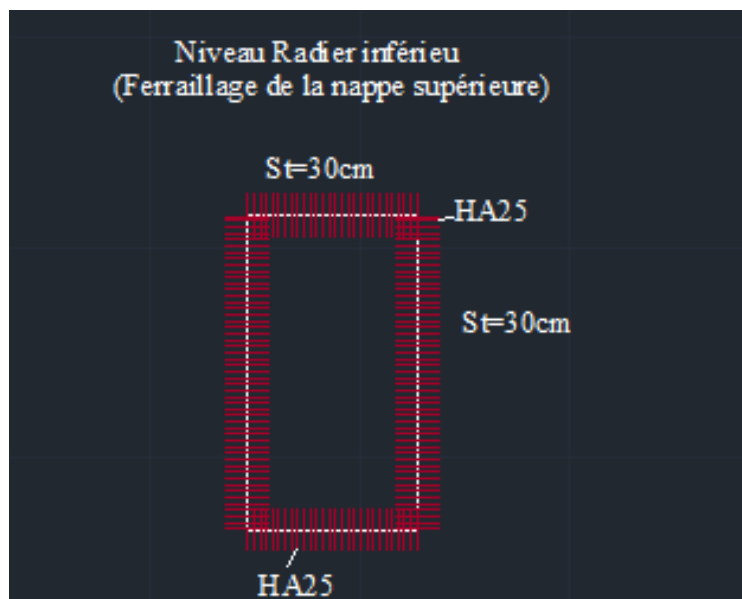 Niveau Radier inférieu
(Ferraillage de la nappe supérieure)
St=30cm
HA25
St=30cm
HA25